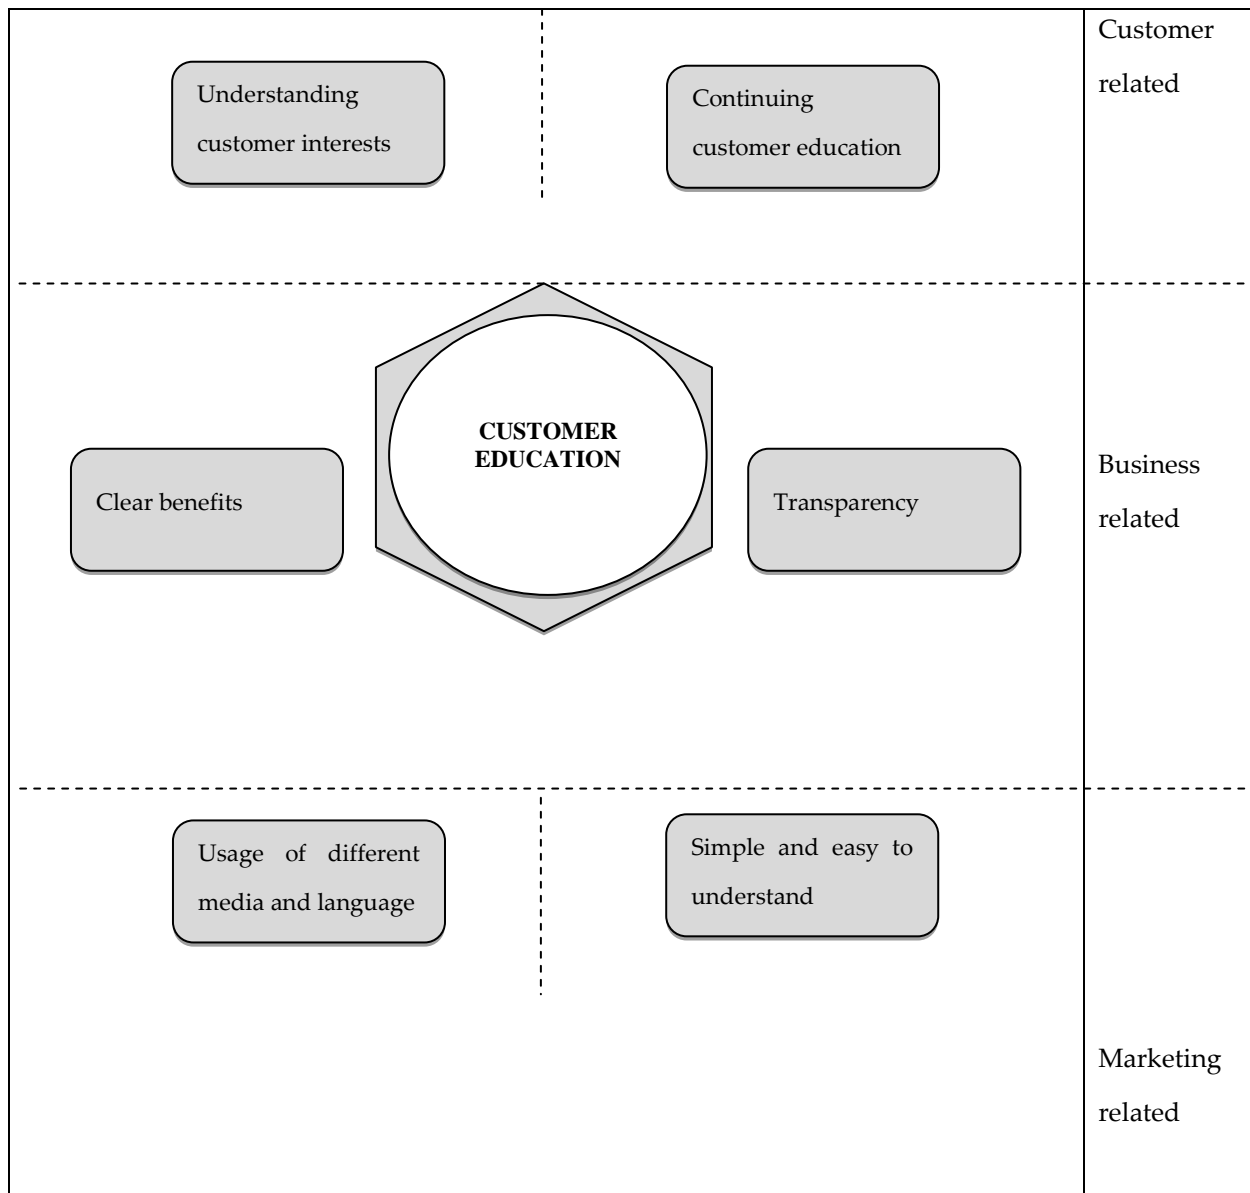 Customer
related
Understanding
customer interests
Continuing
customer education
CUSTOMER
EDUCATION
Clear benefits
Transparency
Business
related
Usage of different
media and language
Simple and easy to
understand
Marketing
related